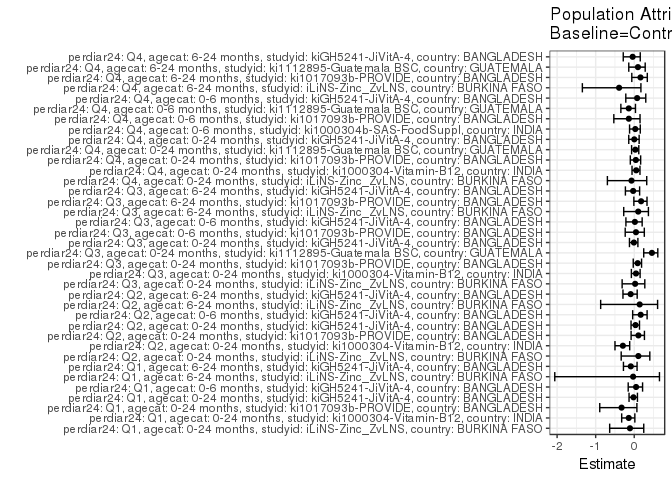 Population Attri
Baseline=Contr
perdiar24: Q4, agecat: 6-24 months, studyid: kiGH5241-JiVitA-4, country: BANGLADESH
perdiar24: Q4, agecat: 6-24 months, studyid: ki1112895-Guatemala BSC, country: GUATEMALA
perdiar24: Q4, agecat: 6-24 months, studyid: ki1017093b-PROVIDE, country: BANGLADESH
perdiar24: Q4, agecat: 6-24 months, studyid: iLiNS-Zinc_ZvLNS, country: BURKINA FASO
perdiar24: Q4, agecat: 0-6 months, studyid: kiGH5241-JiVitA-4, country: BANGLADESH
perdiar24: Q4, agecat: 0-6 months, studyid: ki1112895-Guatemala BSC, country: GUATEMALA
perdiar24: Q4, agecat: 0-6 months, studyid: ki1017093b-PROVIDE, country: BANGLADESH
perdiar24: Q4, agecat: 0-6 months, studyid: ki1000304b-SAS-FoodSuppl, country: INDIA
perdiar24: Q4, agecat: 0-24 months, studyid: kiGH5241-JiVitA-4, country: BANGLADESH
perdiar24: Q4, agecat: 0-24 months, studyid: ki1112895-Guatemala BSC, country: GUATEMALA
perdiar24: Q4, agecat: 0-24 months, studyid: ki1017093b-PROVIDE, country: BANGLADESH
perdiar24: Q4, agecat: 0-24 months, studyid: ki1000304-Vitamin-B12, country: INDIA
perdiar24: Q4, agecat: 0-24 months, studyid: iLiNS-Zinc_ZvLNS, country: BURKINA FASO
perdiar24: Q3, agecat: 6-24 months, studyid: kiGH5241-JiVitA-4, country: BANGLADESH
perdiar24: Q3, agecat: 6-24 months, studyid: ki1017093b-PROVIDE, country: BANGLADESH
perdiar24: Q3, agecat: 6-24 months, studyid: iLiNS-Zinc_ZvLNS, country: BURKINA FASO
perdiar24: Q3, agecat: 0-6 months, studyid: kiGH5241-JiVitA-4, country: BANGLADESH
perdiar24: Q3, agecat: 0-6 months, studyid: ki1017093b-PROVIDE, country: BANGLADESH
perdiar24: Q3, agecat: 0-24 months, studyid: kiGH5241-JiVitA-4, country: BANGLADESH
perdiar24: Q3, agecat: 0-24 months, studyid: ki1112895-Guatemala BSC, country: GUATEMALA
perdiar24: Q3, agecat: 0-24 months, studyid: ki1017093b-PROVIDE, country: BANGLADESH
perdiar24: Q3, agecat: 0-24 months, studyid: ki1000304-Vitamin-B12, country: INDIA
perdiar24: Q3, agecat: 0-24 months, studyid: iLiNS-Zinc_ZvLNS, country: BURKINA FASO
perdiar24: Q2, agecat: 6-24 months, studyid: kiGH5241-JiVitA-4, country: BANGLADESH
perdiar24: Q2, agecat: 6-24 months, studyid: iLiNS-Zinc_ZvLNS, country: BURKINA FASO
perdiar24: Q2, agecat: 0-6 months, studyid: kiGH5241-JiVitA-4, country: BANGLADESH
perdiar24: Q2, agecat: 0-24 months, studyid: kiGH5241-JiVitA-4, country: BANGLADESH
perdiar24: Q2, agecat: 0-24 months, studyid: ki1017093b-PROVIDE, country: BANGLADESH
perdiar24: Q2, agecat: 0-24 months, studyid: ki1000304-Vitamin-B12, country: INDIA
perdiar24: Q2, agecat: 0-24 months, studyid: iLiNS-Zinc_ZvLNS, country: BURKINA FASO
perdiar24: Q1, agecat: 6-24 months, studyid: kiGH5241-JiVitA-4, country: BANGLADESH
perdiar24: Q1, agecat: 6-24 months, studyid: iLiNS-Zinc_ZvLNS, country: BURKINA FASO
perdiar24: Q1, agecat: 0-6 months, studyid: kiGH5241-JiVitA-4, country: BANGLADESH
perdiar24: Q1, agecat: 0-24 months, studyid: kiGH5241-JiVitA-4, country: BANGLADESH
perdiar24: Q1, agecat: 0-24 months, studyid: ki1017093b-PROVIDE, country: BANGLADESH
perdiar24: Q1, agecat: 0-24 months, studyid: ki1000304-Vitamin-B12, country: INDIA
perdiar24: Q1, agecat: 0-24 months, studyid: iLiNS-Zinc_ZvLNS, country: BURKINA FASO
-2 -1 0
Estimate